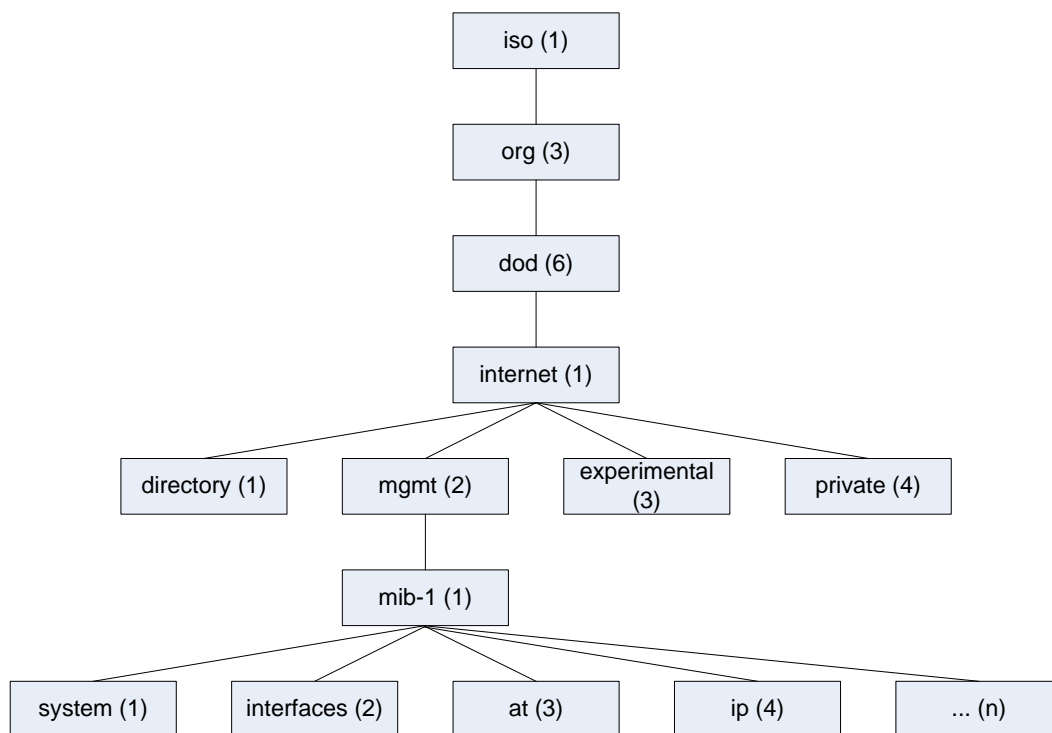 iso (1)
org (3)
dod (6)
internet (1)
directory (1)
mgmt (2)
experimental
(3)
private (4)
mib-1 (1)
system (1)
interfaces (2)
at (3)
ip (4)
... (n)